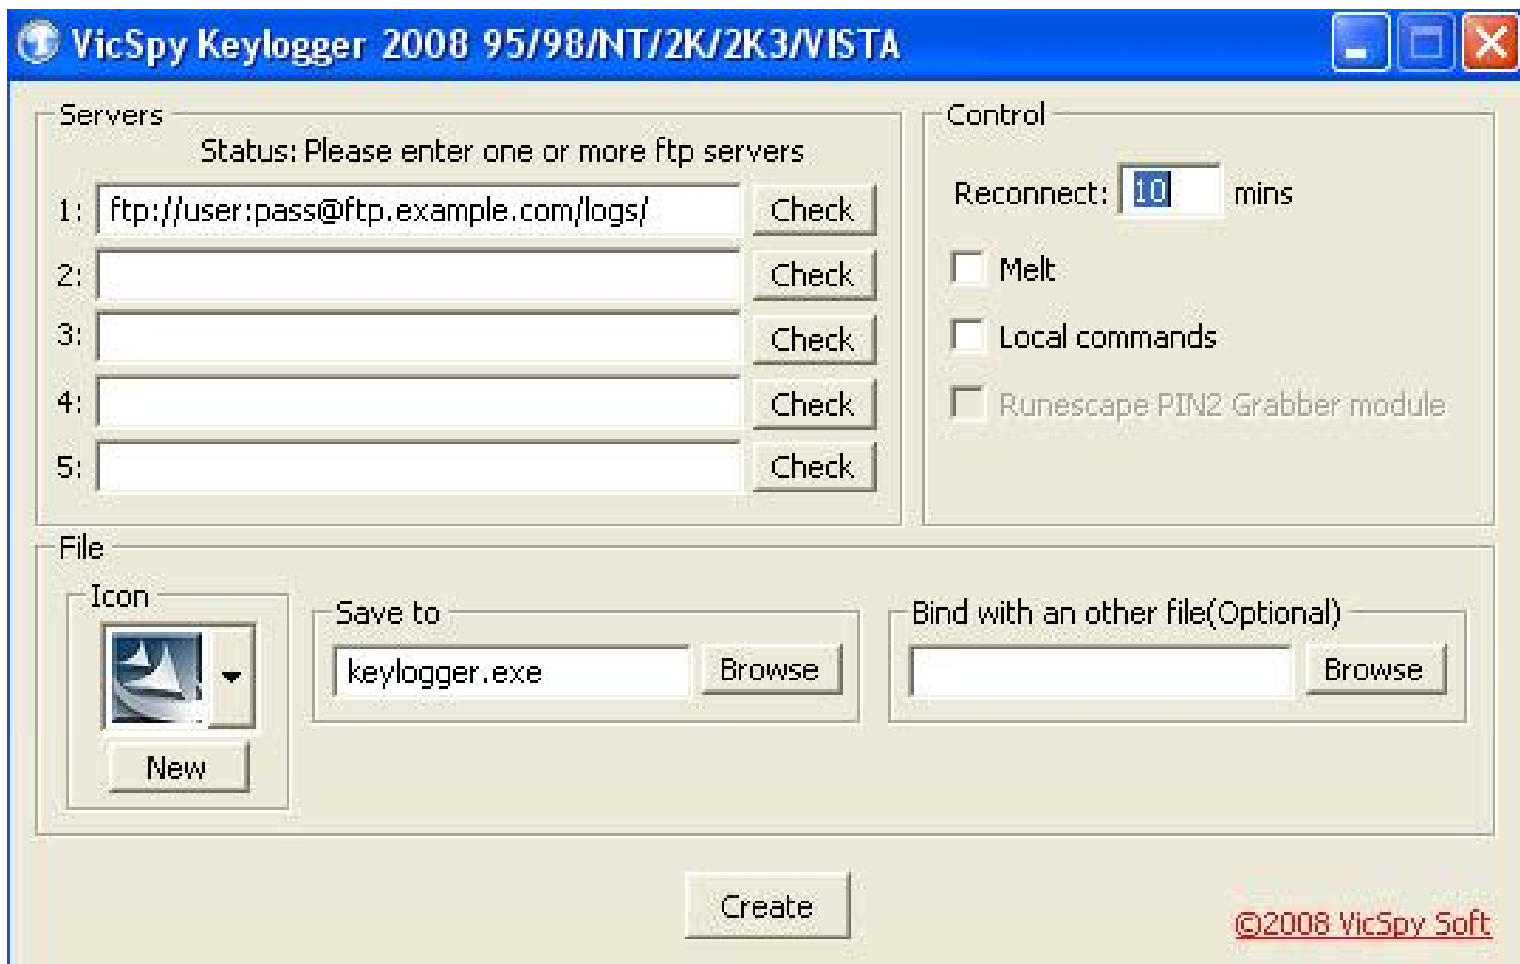 VicSpy Keylogger 2008 95/98/NT/2K/2K3/VISTA
Servers
Status: Please enter one or more ftp servers
1: ftp://user:pass@ftp.example.com/logs/ Check
2: Check
3: Check
4: Check
5: Check
Control
Reconnect: 10 mins
Melt
Local commands
Runescape PIN2 Grabber module
File
Icon
New
Save to
keylogger.exe Browse
Bind with an other file(Optional)
Browse
Create
©2008 VicSpy Soft